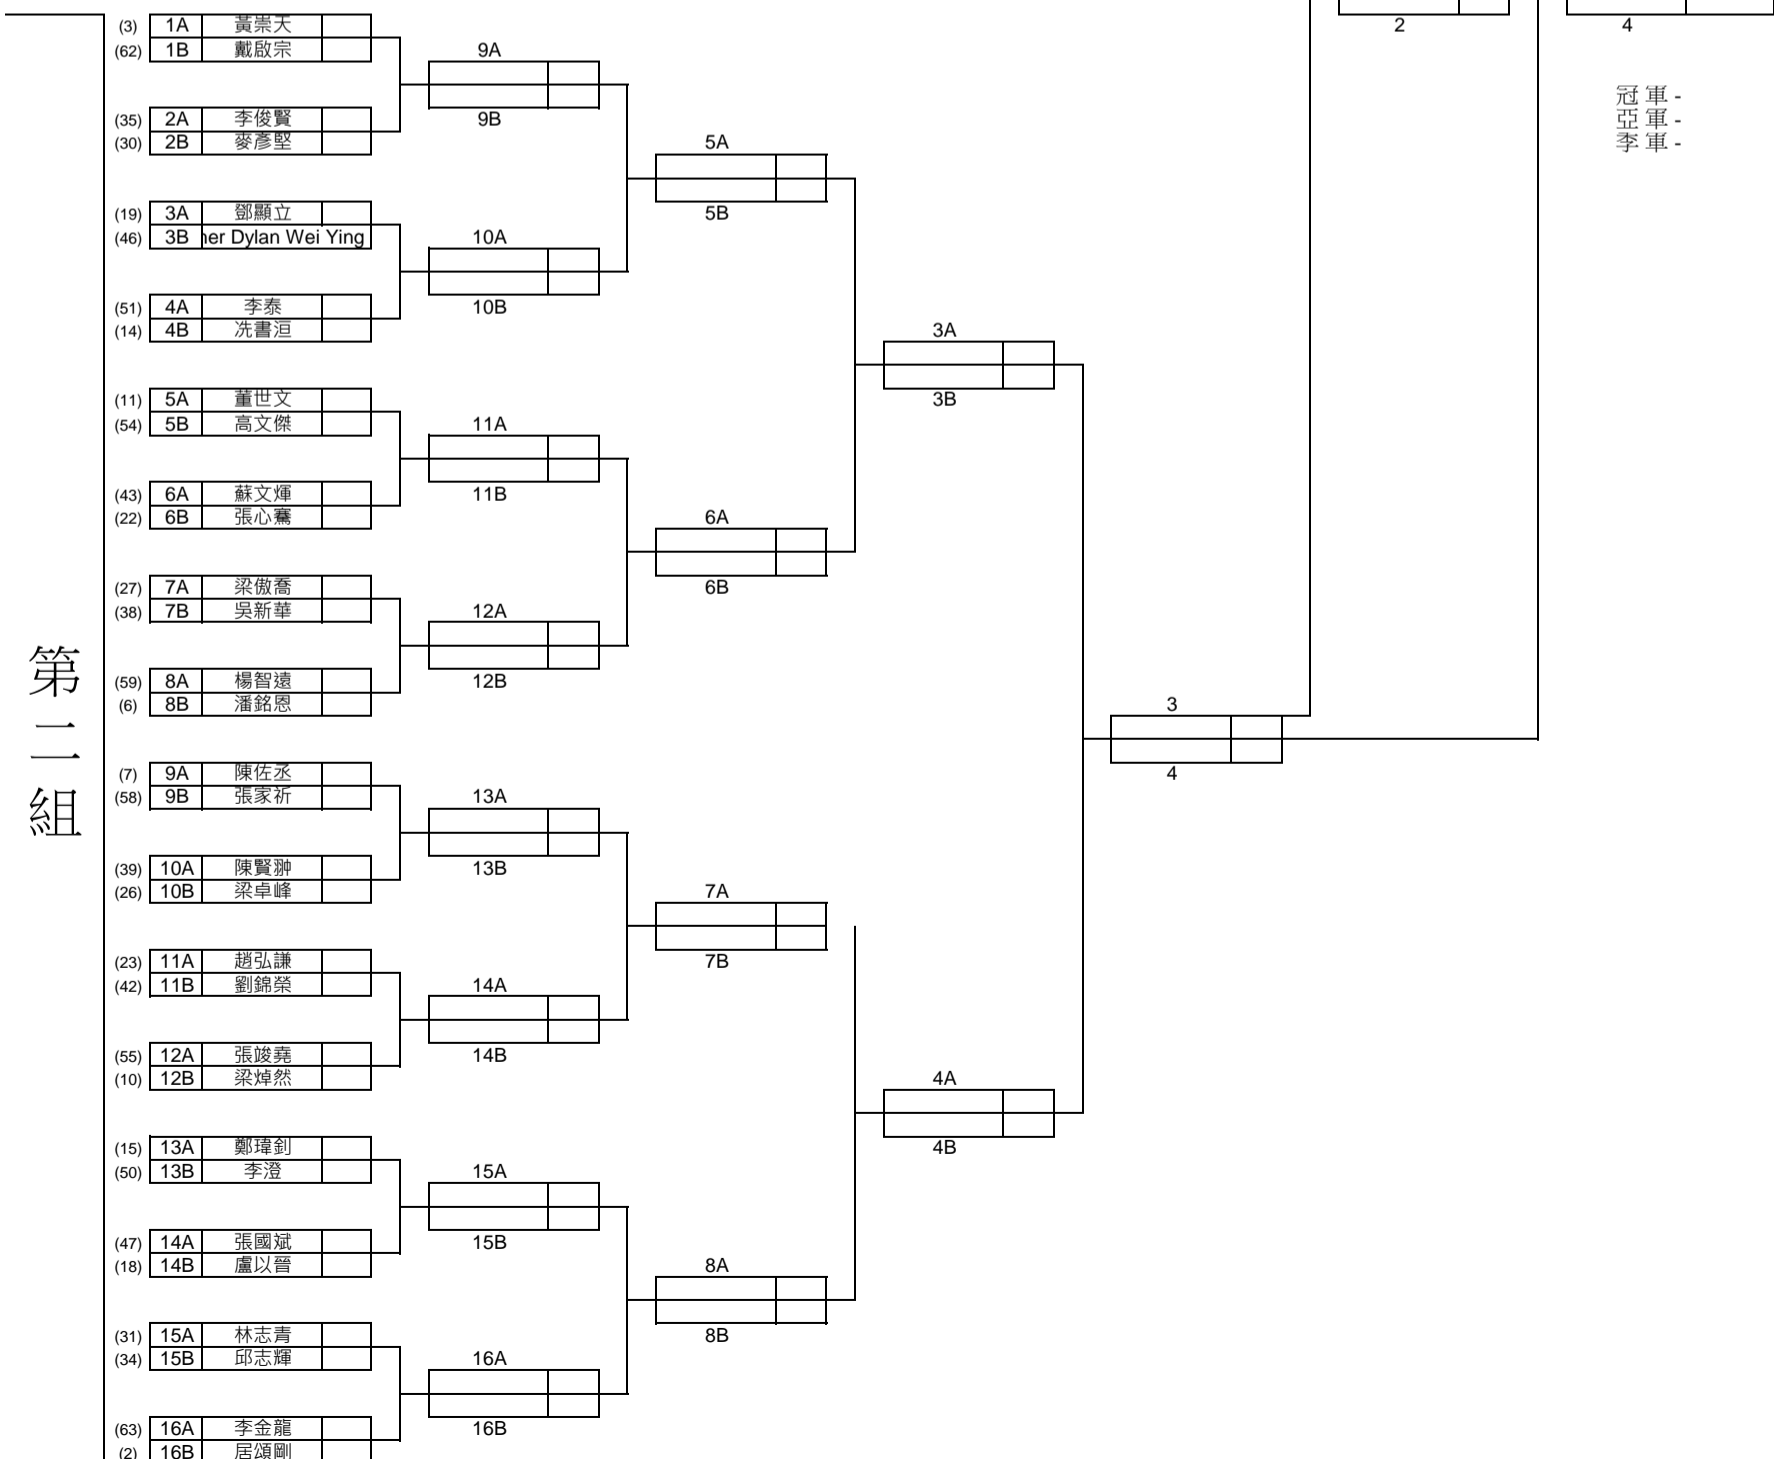 2
4
(3) 1A 黃崇天
(62) 1B 戴啟宗
9A
冠 軍 -
亞 軍 -
季 軍 -
(35) 2A 李俊賢
9B
(30) 2B 麥彥堅
5A
(19) 3A 鄧顯立
5B
(46) 3B her Dylan Wei Ying
10A
(51) 4A 李泰
10B
(14) 4B 冼書洹
3A
(11) 5A 董世文
3B
(54) 5B 高文傑
11A
(43) 6A 蘇文煇
11B
(22) 6B 張心騫
6A
(27) 7A 梁傲喬
6B
(38) 7B 吳新華
12A
第二組
(59) 8A 楊智遠
12B
(6) 8B 潘銘恩
3
(7) 9A 陳佐丞
4
(58) 9B 張家祈
13A
(39) 10A 陳賢翀
13B
(26) 10B 梁卓峰
7A
(23) 11A 趙弘謙
7B
(42) 11B 劉錦榮
14A
(55) 12A 張竣堯
14B
(10) 12B 梁焯然
4A
(15) 13A 鄭瑋釗
4B
(50) 13B 李澄
15A
(47) 14A 張國斌
15B
(18) 14B 盧以晉
8A
(31) 15A 林志青
8B
(34) 15B 邱志輝
16A
(63) 16A 李金龍
16B
(2) 16B 居頌剛